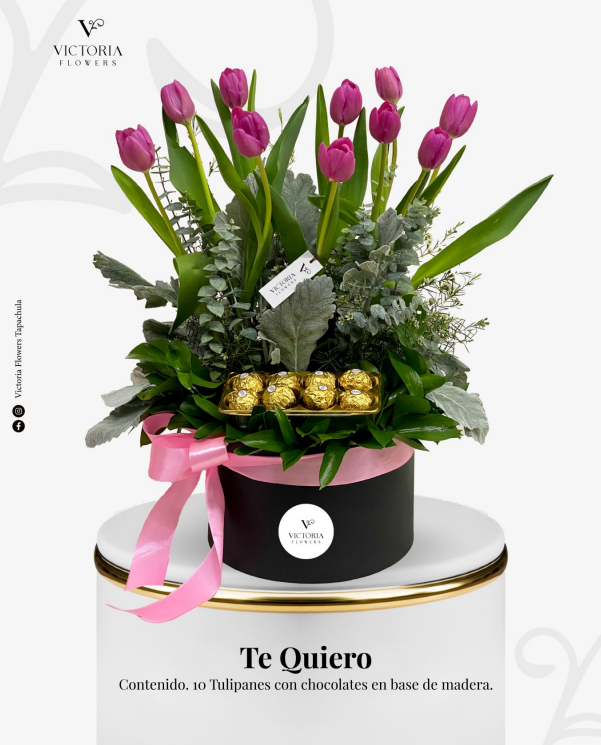 VICTORIA
FLOWERS
VICTORIA
FLOWERS
Victoria Flowers Tapachula
VICTORIA
FLOWERS
Te Quiero
Contenido. 10 Tulipanes con chocolates en base de madera.